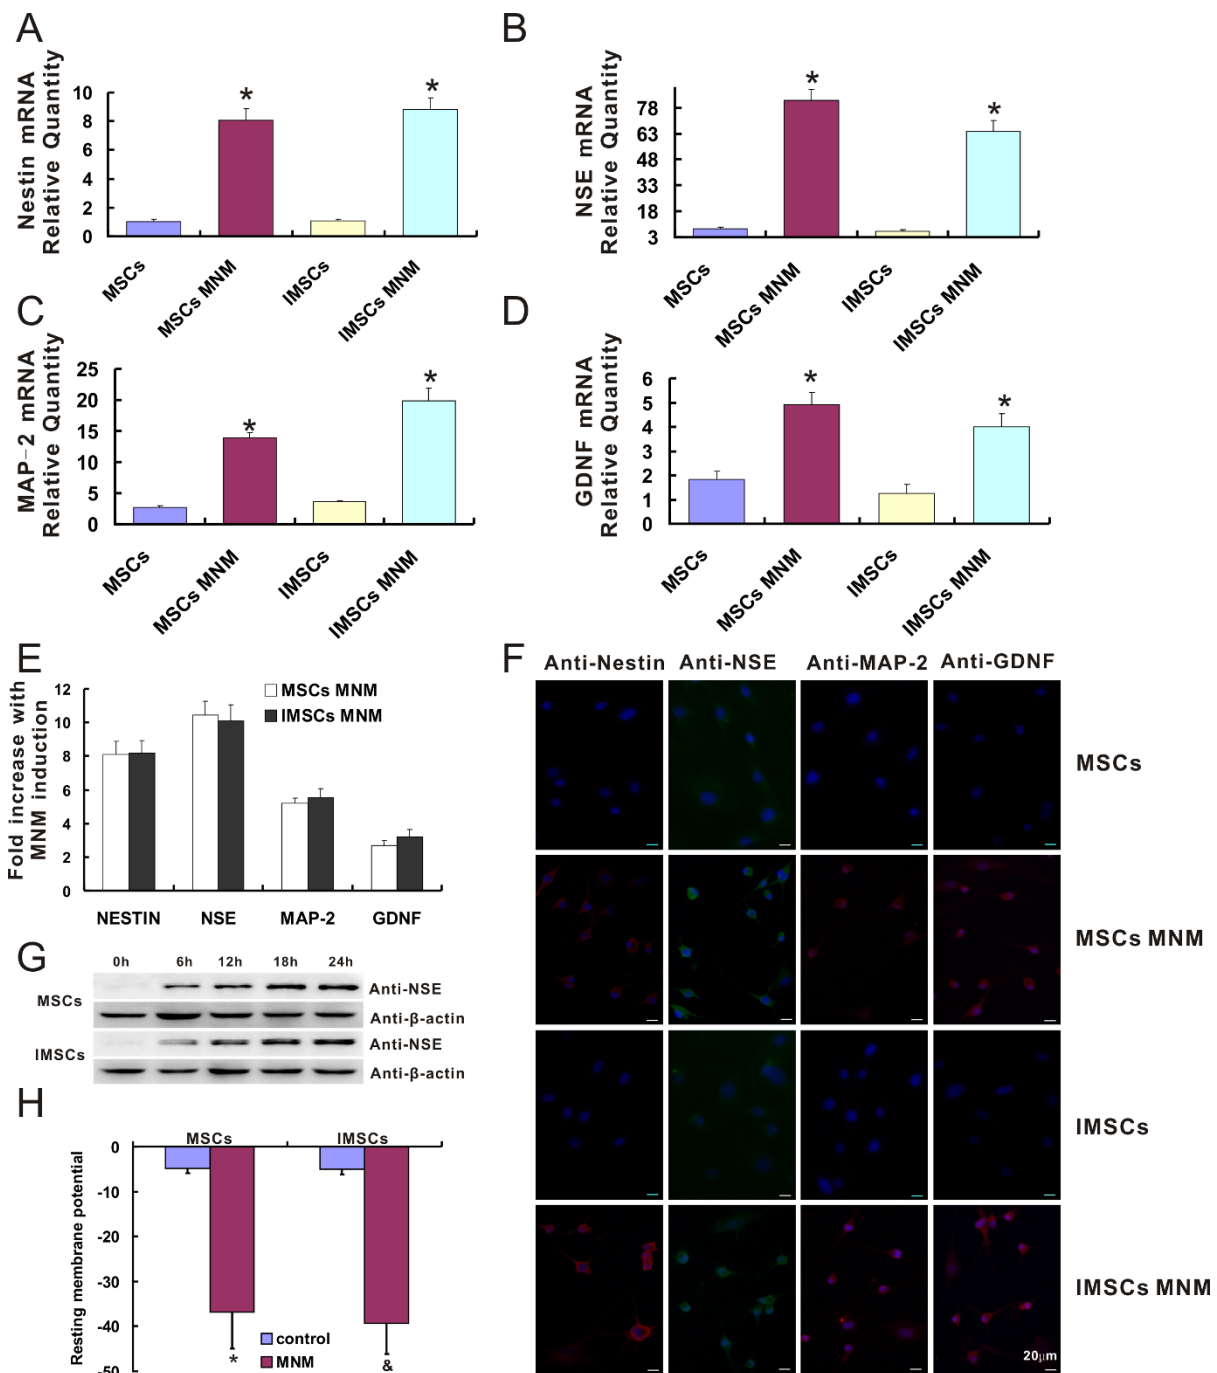 A
Nestin mRNA
Relative Quantity
10
8
6
4
2
0
*
*
MSCs
MSCs MNM
IMSCs
IMSCs MNM
B
NSE mRNA
Relative Quantity
78
63
48
33
18
3
*
*
MSCs
MSCs MNM
IMSCs
IMSCs MNM
C
MAP-2 mRNA
Relative Quantity
25
20
15
10
5
0
*
*
MSCs
MSCs MNM
IMSCs
IMSCs MNM
D
GDNF mRNA
Relative Quantity
6
5
4
3
2
1
0
*
*
MSCs
MSCs MNM
IMSCs
IMSCs MNM
E
Fold increase with
MNM induction
12
10
8
6
4
2
0
MSCs MNM
IMSCs MNM
NESTIN NSE MAP-2 GDNF
F
Anti-Nestin Anti-NSE Anti-MAP-2 Anti-GDNF
MSCs
MSCs MNM
IMSCs
IMSCs MNM
20μm
G
0h 6h 12h 18h 24h
MSCs
Anti-NSE
Anti-β-actin
IMSCs
Anti-NSE
Anti-β-actin
H
Resting membrane potential
MSCs IMSCs
0
-10
-20
-30
-40
-50
*
&
control
MNM